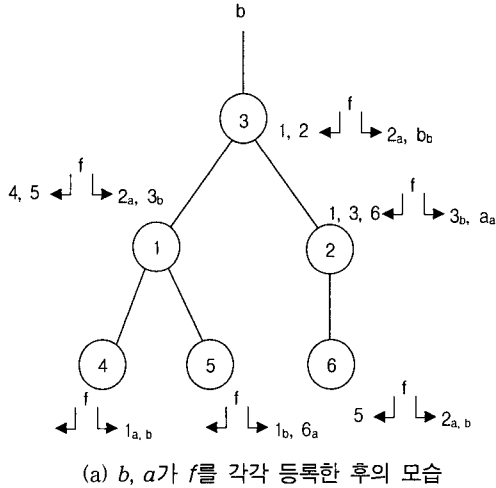 b
3
f
1, 2 2a, bb
f
4, 5 2a, 3b
f
1, 3, 6 3b, aa
1
2
4
5
6
f
1a, b
f
1b, 6a
f
5 2a, b
(a) b, a가 f를 각각 등록한 후의 모습